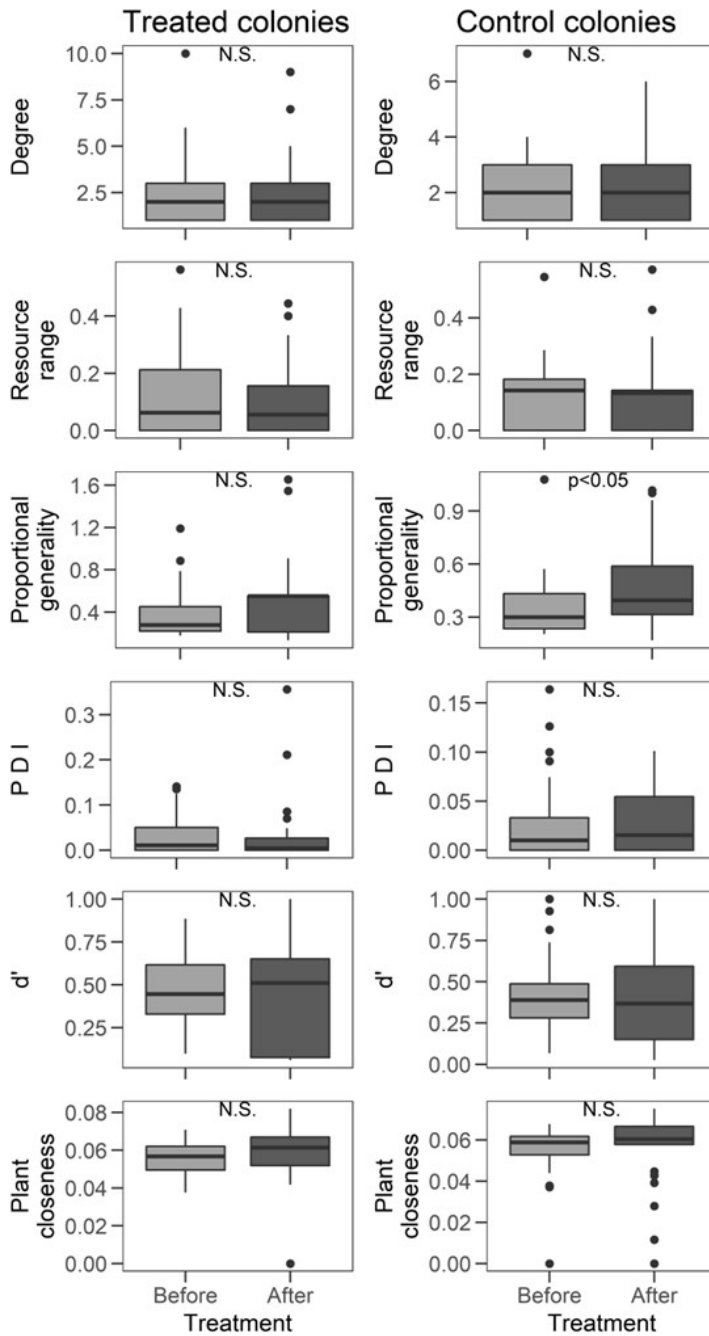 Treated colonies Control colonies
Degree
10.0
7.5
5.0
2.5
N.S.
Degree
6
4
2
N.S.
Resource
range
0.4
0.2
0.0
N.S.
Resource
range
0.4
0.2
0.0
N.S.
Proportional
generality
1.6
1.2
0.8
0.4
N.S.
Proportional
generality
0.9
0.6
0.3
p<0.05
P D I
0.3
0.2
0.1
0.0
N.S.
P D I
0.15
0.10
0.05
0.00
N.S.
d'
1.00
0.75
0.50
0.25
N.S.
d'
1.00
0.75
0.50
0.25
0.00
N.S.
Plant
closeness
0.08
0.06
0.04
0.02
0.00
N.S.
Plant
closeness
0.06
0.04
0.02
0.00
N.S.
Before After
Treatment
Before After
Treatment